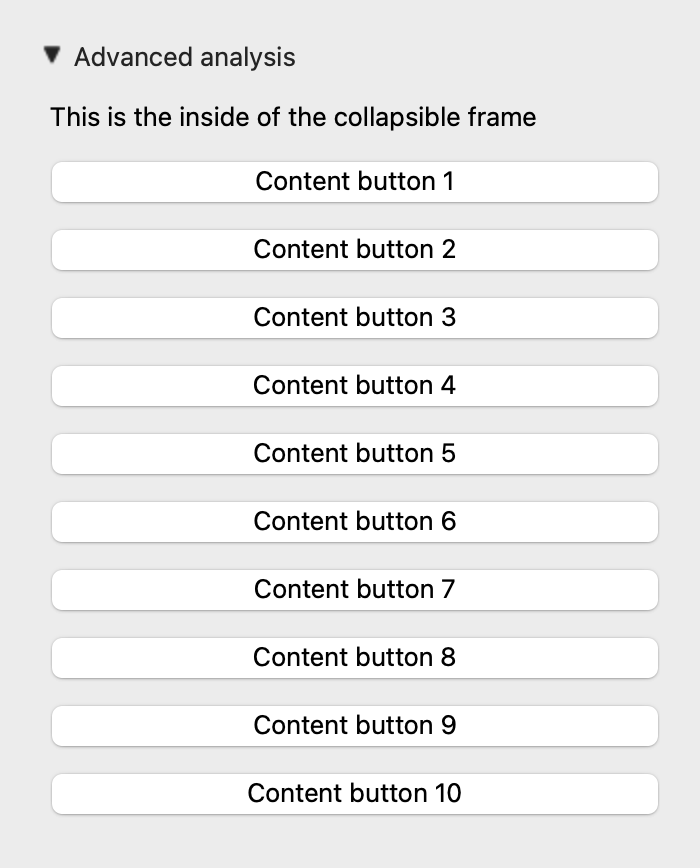 Advanced analysis
This is the inside of the collapsible frame
Content button 1
Content button 2
Content button 3
Content button 4
Content button 5
Content button 6
Content button 7
Content button 8
Content button 9
Content button 10